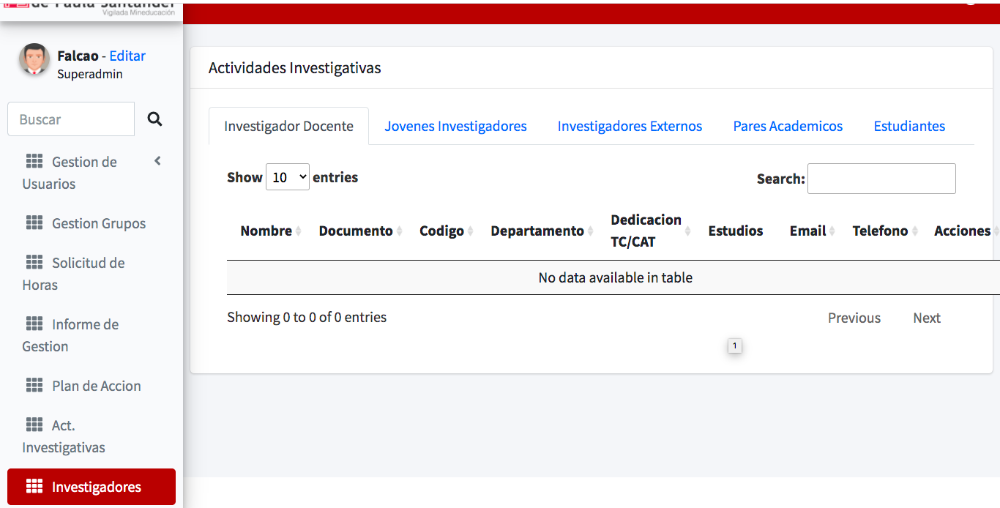 de Paula Santander
Vigilada Mineducación
Falcao - Editar
Superadmin
Buscar
Gestion de
Usuarios
Gestion Grupos
Solicitud de
Horas
Informe de
Gestion
Plan de Accion
Act.
Investigativas
Investigadores
Actividades Investigativas
Investigador Docente Jovenes Investigadores Investigadores Externos Pares Academicos Estudiantes
Show 10 entries Search:
Nombre Documento Codigo Departamento Dedicacion TC/CAT Estudios Email Telefono Acciones
No data available in table
Showing 0 to 0 of 0 entries Previous Next
1